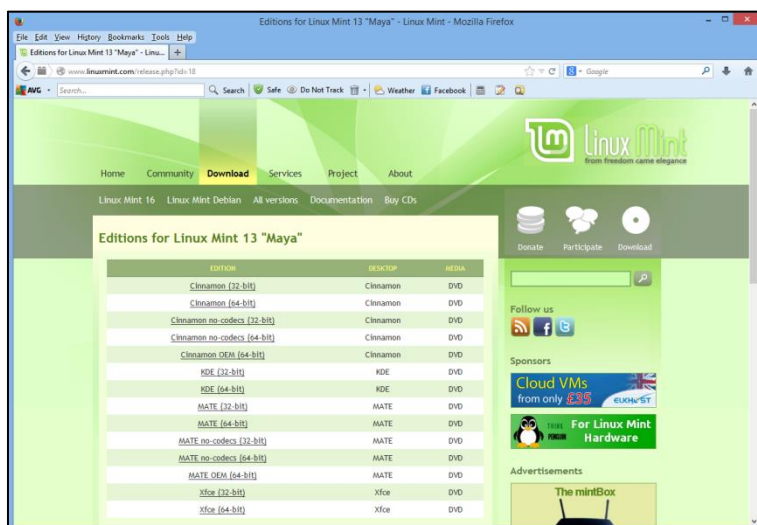 Editions for Linux Mint 13 "Maya" - Linux Mint - Mozilla Firefox
File Edit View History Bookmarks Tools Help
Editions for Linux Mint 13 "Maya" - Linu... +
www.linuxmint.com/release.php?id=18
Google
AVG Search... Search Safe Do Not Track Weather Facebook
Linux Mint
from freedom came elegance
Home Community Download Services Project About
Linux Mint 16 Linux Mint Debian All versions Documentation Buy CDs
Donate Participate Download
Editions for Linux Mint 13 "Maya"
EDITION DESKTOP MEDIA
Cinnamon (32-bit) Cinnamon DVD
Cinnamon (64-bit) Cinnamon DVD
Cinnamon no-codecs (32-bit) Cinnamon DVD
Cinnamon no-codecs (64-bit) Cinnamon DVD
Cinnamon OEM (64-bit) Cinnamon DVD
KDE (32-bit) KDE DVD
KDE (64-bit) KDE DVD
MATE (32-bit) MATE DVD
MATE (64-bit) MATE DVD
MATE no-codecs (32-bit) MATE DVD
MATE no-codecs (64-bit) MATE DVD
MATE OEM (64-bit) MATE DVD
Xfce (32-bit) Xfce DVD
Xfce (64-bit) Xfce DVD
Follow us
Sponsors
Cloud VMs
from only £35
THINK PENGUIN
For Linux Mint
Hardware
Advertisements
The mintBox